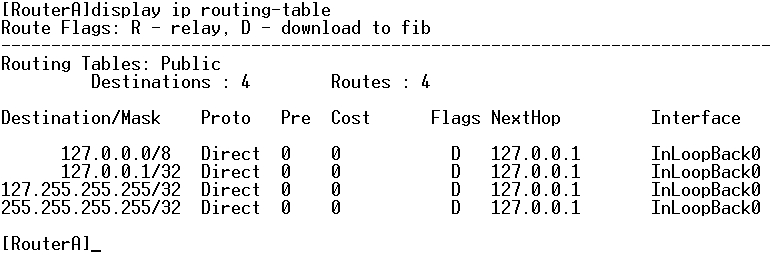 [RouterA]display ip routing-table
Route Flags: R - relay, D - download to fib
------------------------------------------------------------------------------
Routing Tables: Public
         Destinations : 4        Routes : 4

Destination/Mask    Proto  Pre  Cost         Flags NextHop         Interface

      127.0.0.0/8   Direct 0    0              D   127.0.0.1       InLoopBack0
      127.0.0.1/32  Direct 0    0              D   127.0.0.1       InLoopBack0
127.255.255.255/32  Direct 0    0              D   127.0.0.1       InLoopBack0
255.255.255.255/32  Direct 0    0              D   127.0.0.1       InLoopBack0

[RouterA]_